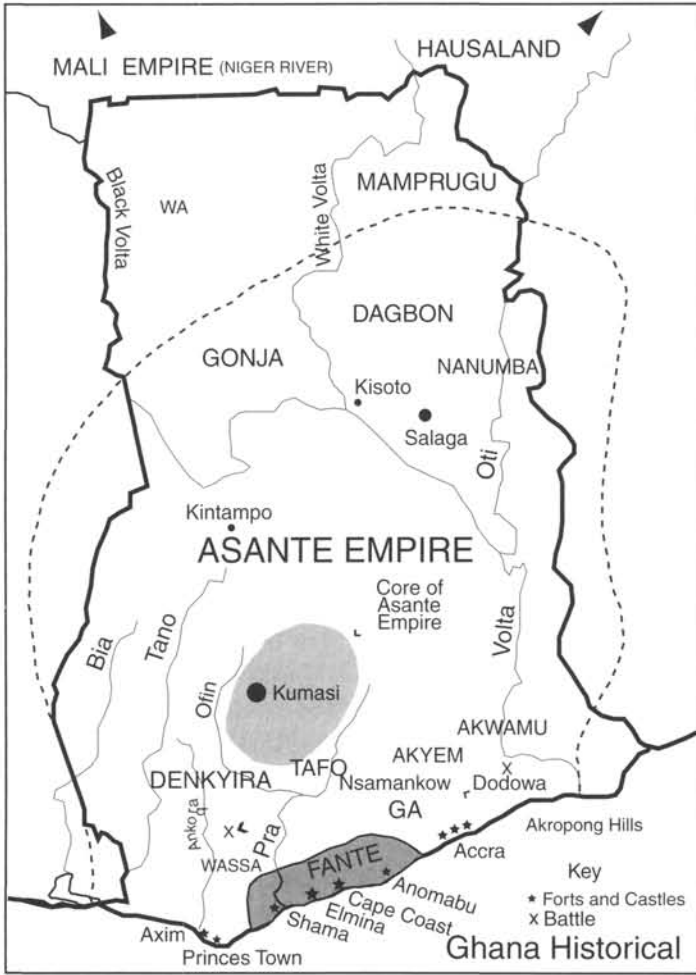 MALI EMPIRE (NIGER RIVER)
HAUSALAND
Black Volta
WA
White Volta
MAMPRUGU
DAGBON
GONJA
NANUMBA
Kisoto
Salaga
Oti
Kintampo
ASANTE EMPIRE
Core of
Asante
Empire
Bia
Tano
Volta
Ofin
Kumasi
AKWAMU
AKYEM
TAFO
DENKYIRA
Nsamankow
X
Dodowa
GA
Ankora
X
Pra
Akropong Hills
WASSA
FANTE
Accra
Key
Anomabu
Forts and Castles
X Battle
Cape Coast
Elmina
Shama
Axim
Princes Town
Ghana Historical